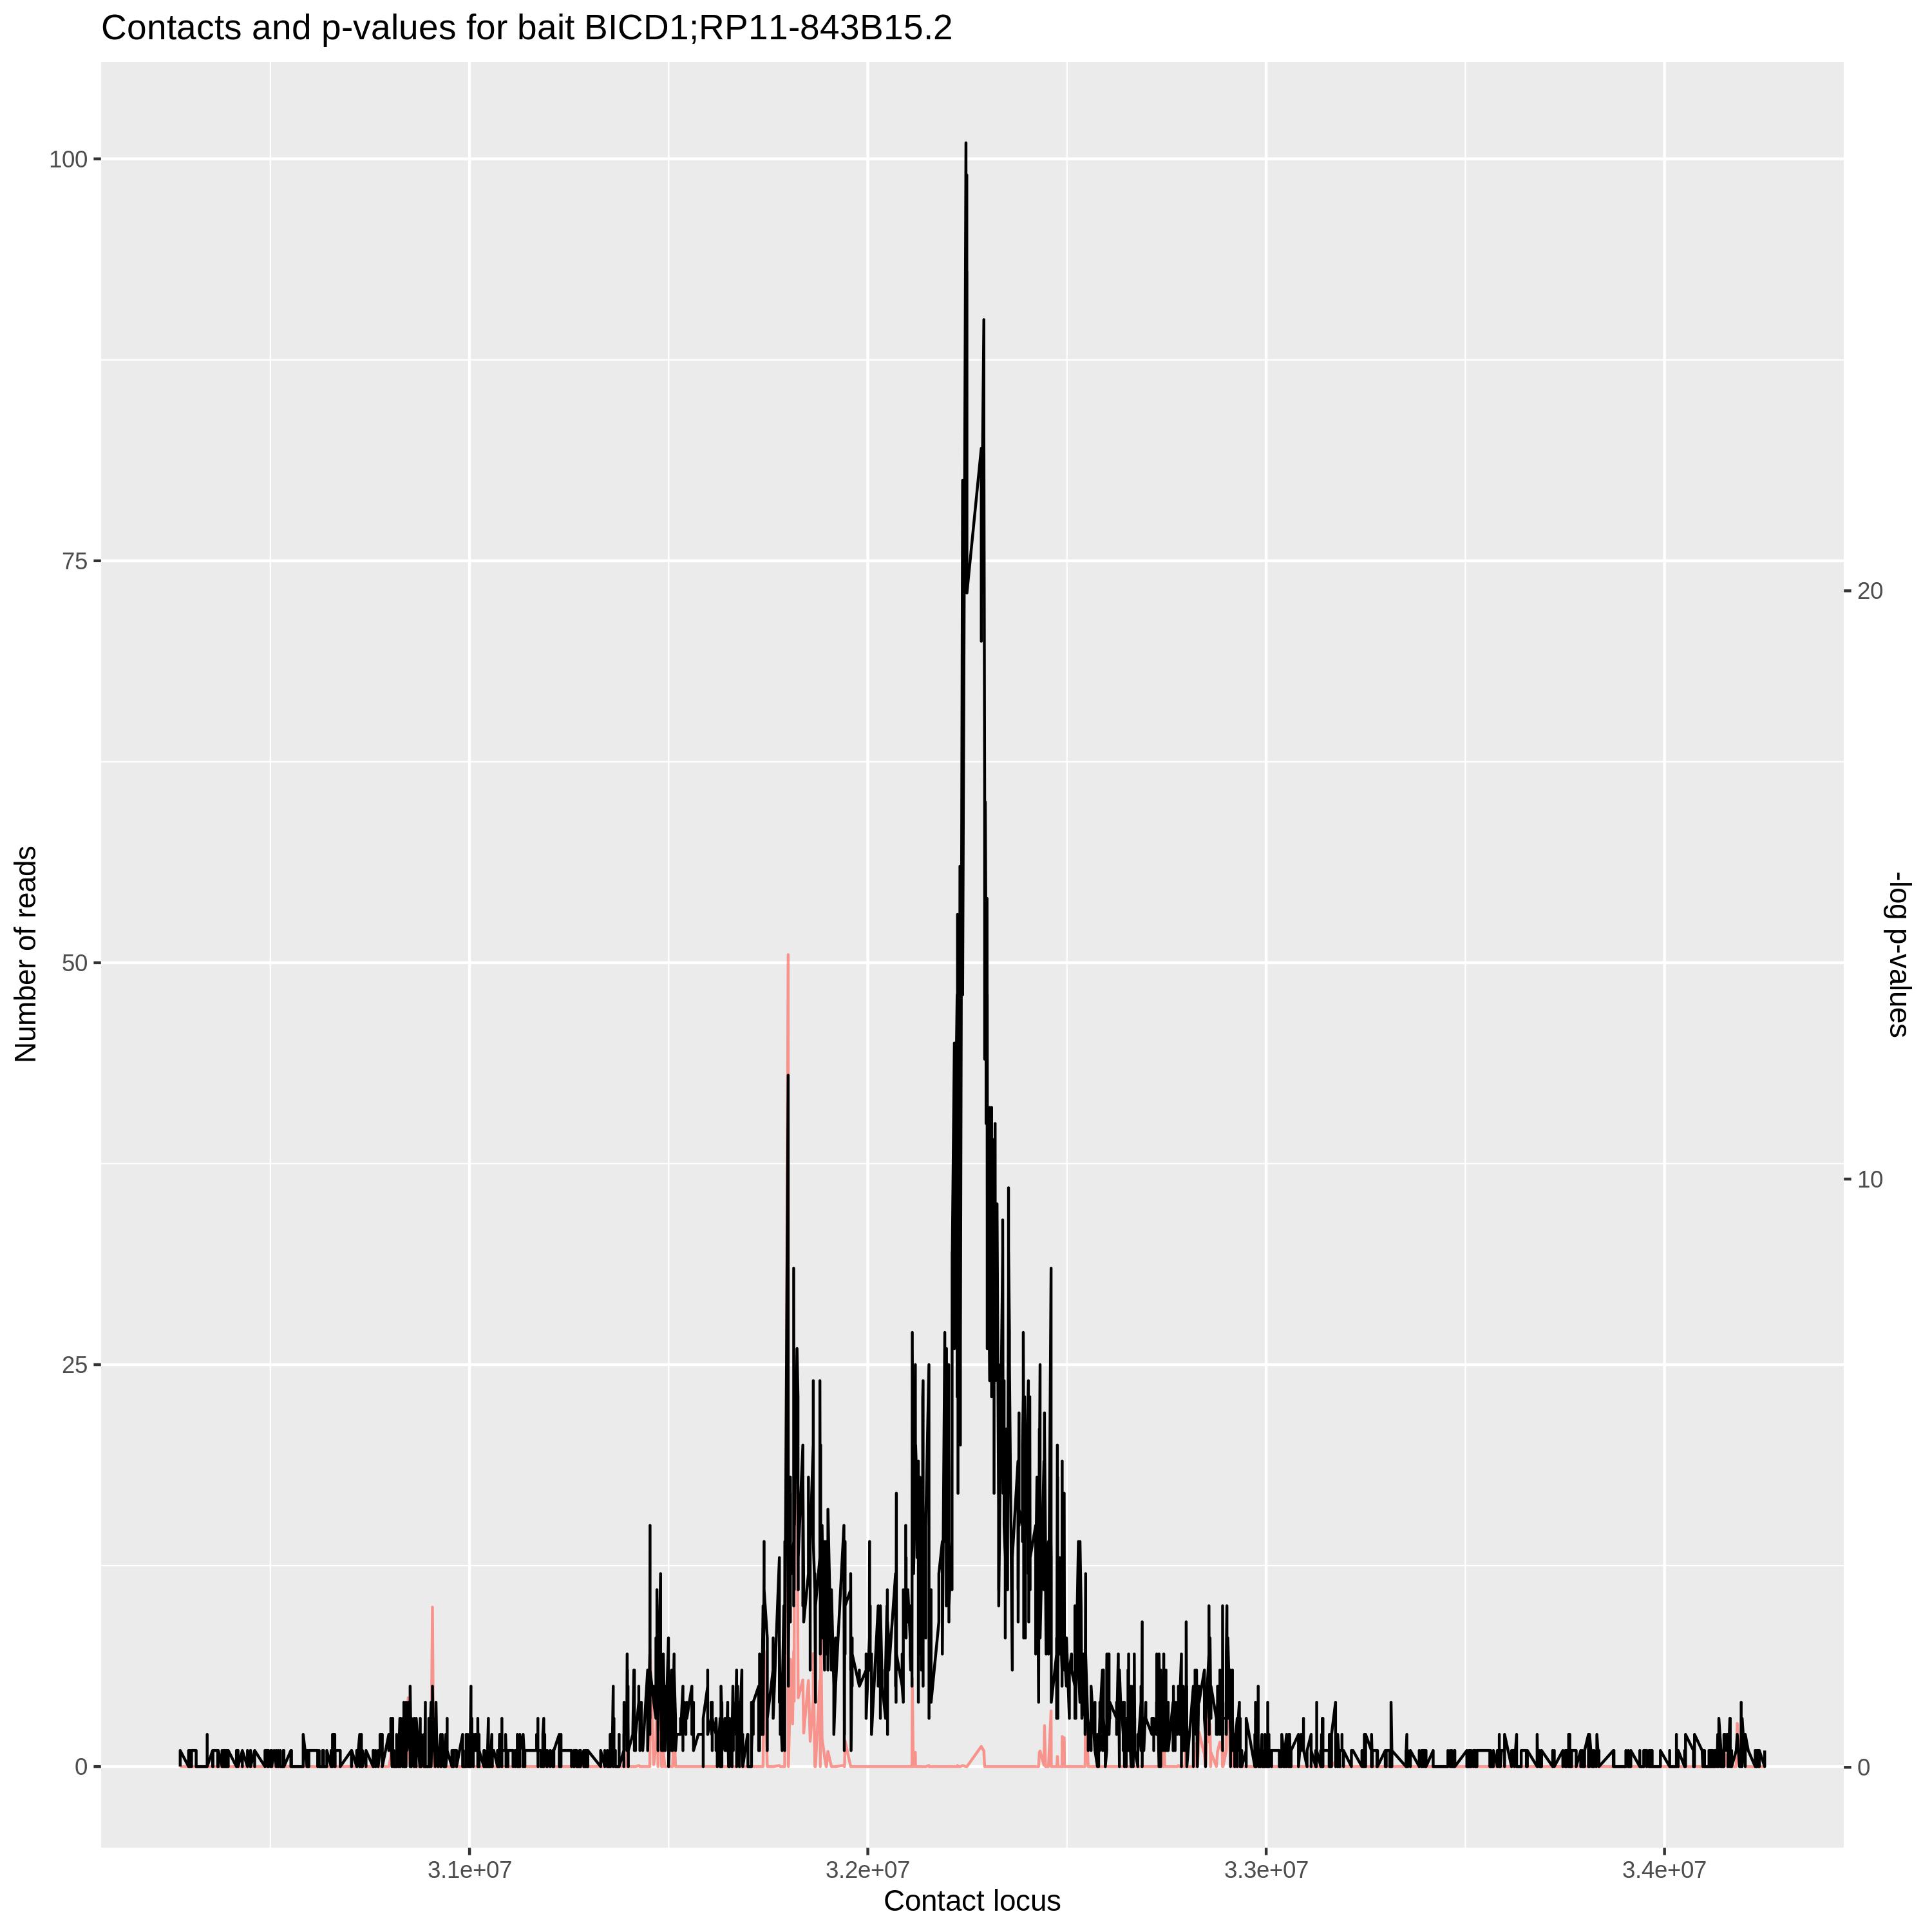 Contacts and p-values for bait BICD1;RP11-843B15.2
100
75
50
25
0
Number of reads
20
10
0
-log p-values
3.1e+07
3.2e+07
3.3e+07
3.4e+07
Contact locus